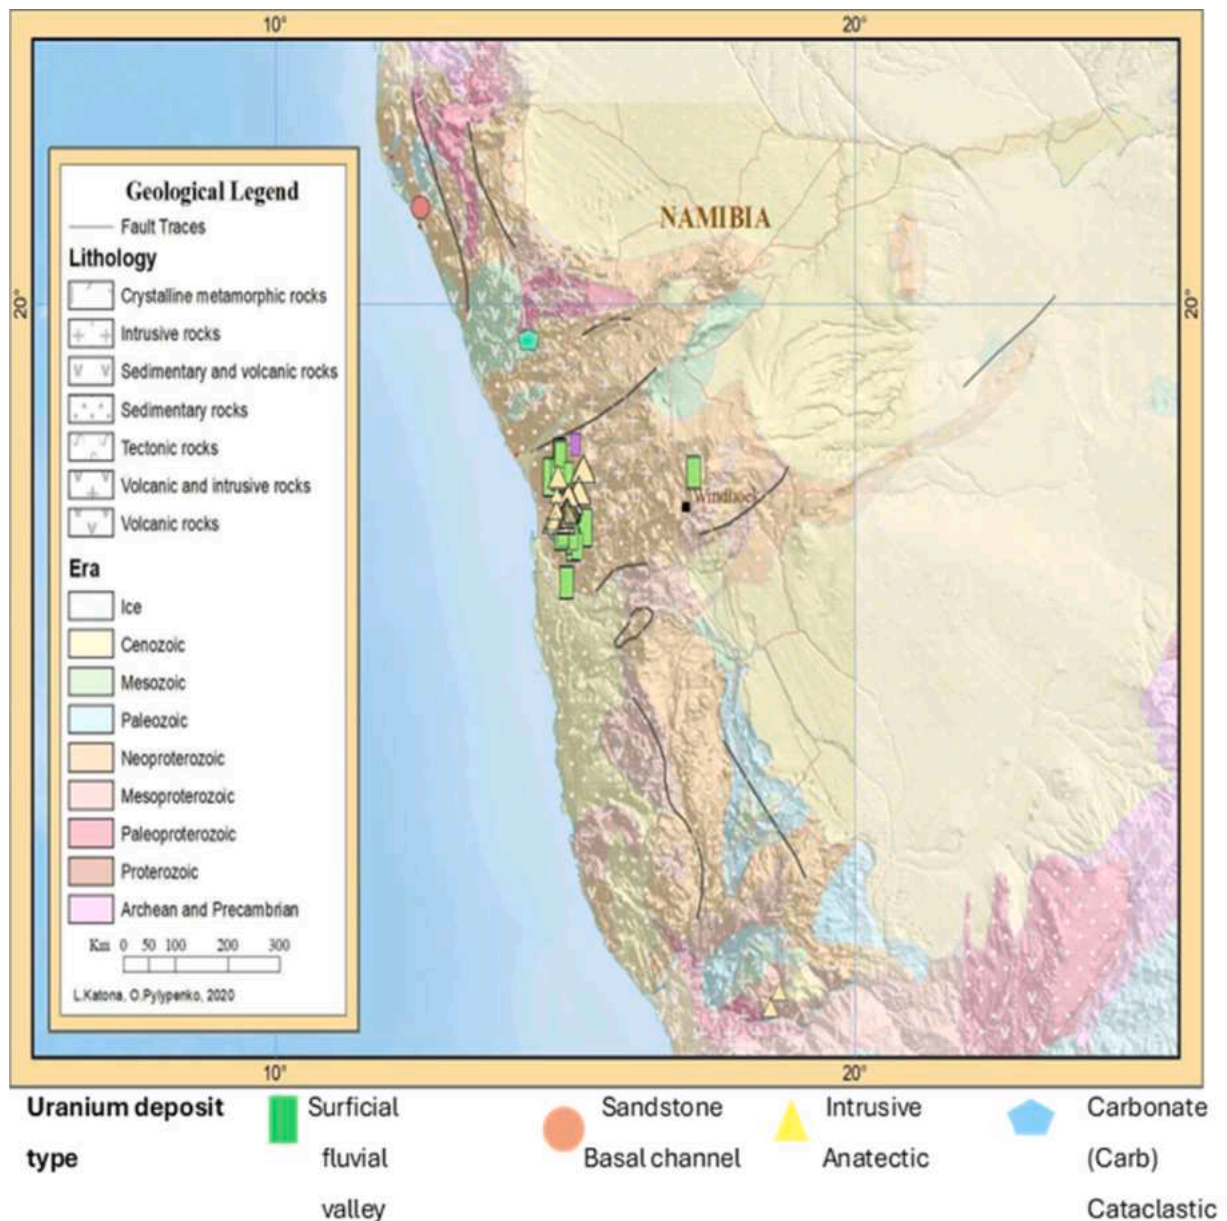 10° 20°
Geological Legend
Fault Traces
Lithology
Crystalline metamorphic rocks
Intrusive rocks
Sedimentary and volcanic rocks
Sedimentary rocks
Tectonic rocks
Volcanic and intrusive rocks
Volcanic rocks
Era
Ice
Cenozoic
Mesozoic
Paleozoic
Neoproterozoic
Mesoproterozoic
Paleoproterozoic
Proterozoic
Archean and Precambrian
Km 0 50 100 200 300
L.Katona, O.Pylypenko, 2020
NAMIBIA
20° 20°
Windhoek
10° 20°
Uranium deposit type
Surficial fluvial valley
Sandstone Basal channel
Intrusive Anatectic
Carbonate (Carb) Cataclastic